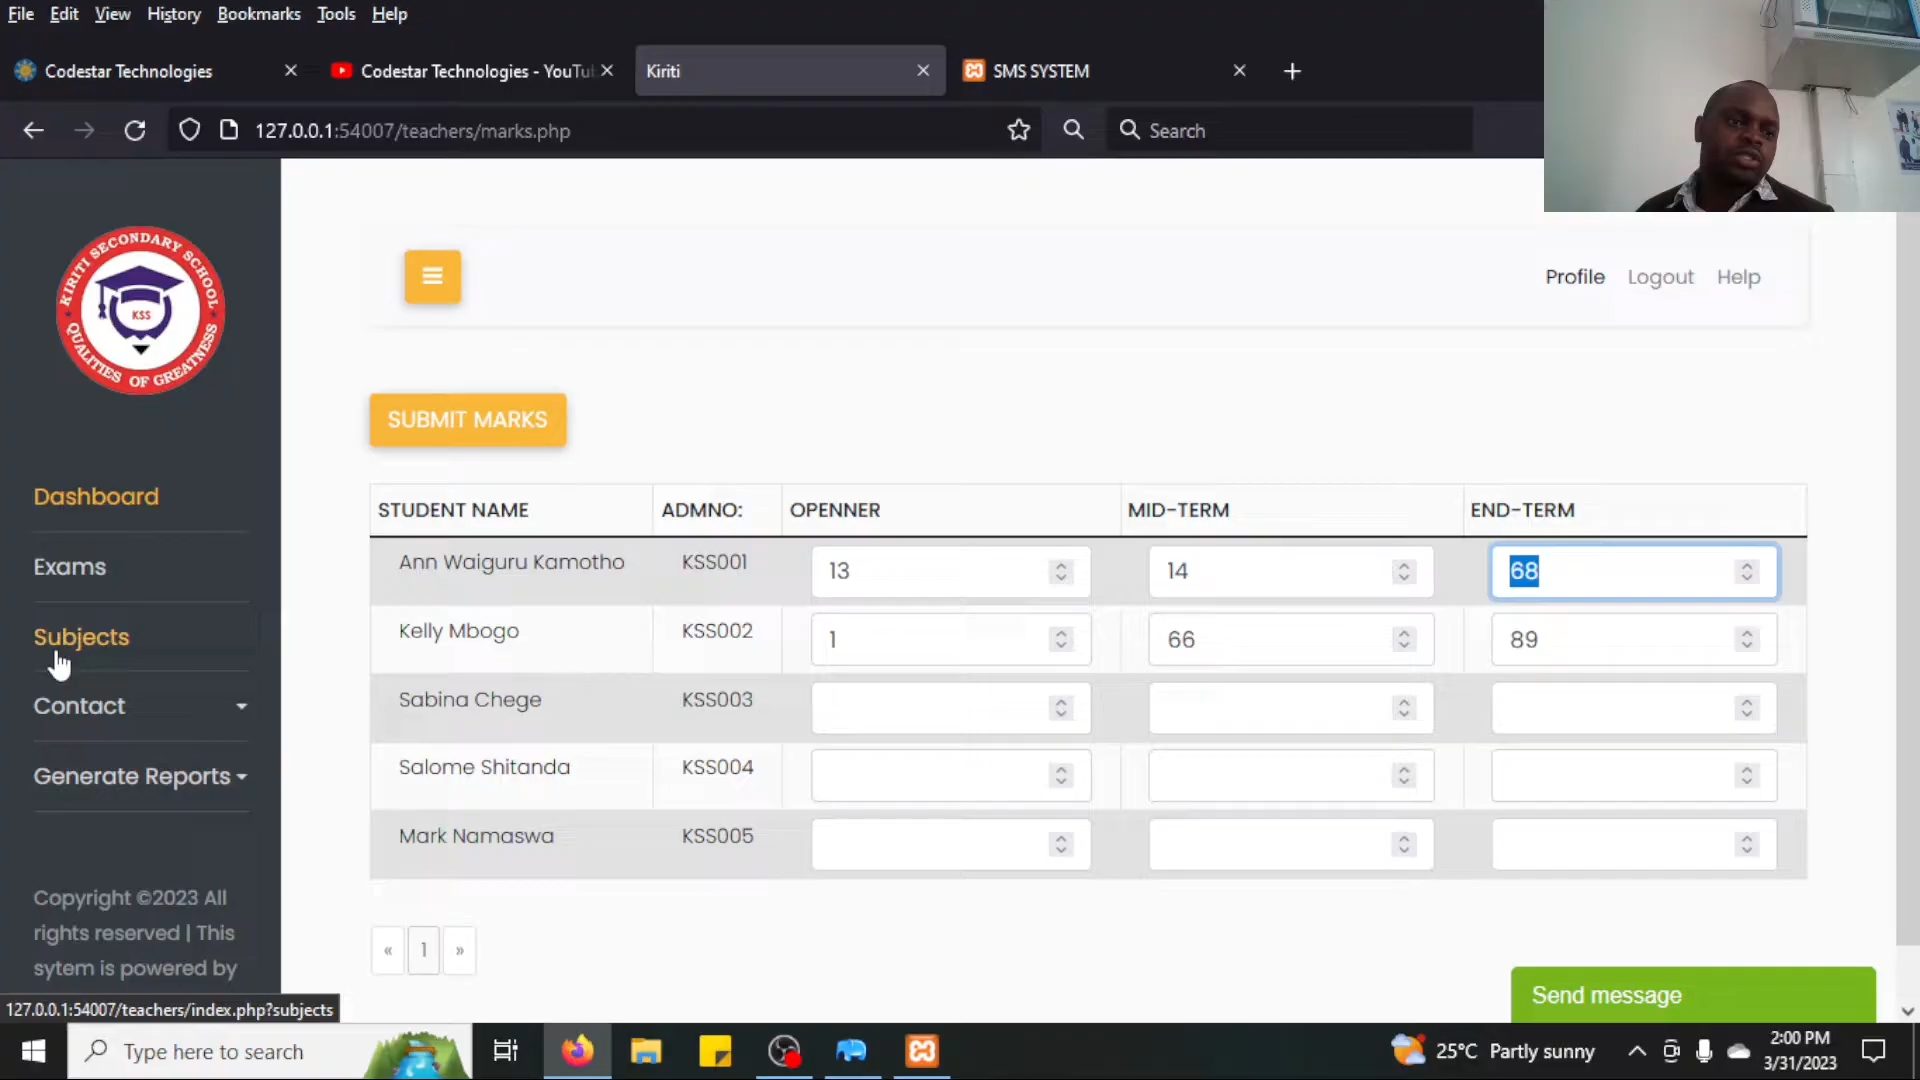 File Edit View History Bookmarks Tools Help
Codestar Technologies
Codestar Technologies - YouTu
Kiriti
SMS SYSTEM
127.0.0.1:54007/teachers/marks.php
Search
KIRITI SECONDARY SCHOOL
KSS
QUALITIES OF GREATNESS
Profile Logout Help
SUBMIT MARKS
Dashboard
Exams
Subjects
Contact
Generate Reports
STUDENT NAME ADMNO: OPENNER MID-TERM END-TERM
Ann Waiguru Kamotho KSS001 13 14 68
Kelly Mbogo KSS002 1 66 89
Sabina Chege KSS003
Salome Shitanda KSS004
Mark Namaswa KSS005
« 1 »
Copyright ©2023 All
rights reserved | This
sytem is powered by
Send message
127.0.0.1:54007/teachers/index.php?subjects
Type here to search
25°C Partly sunny
2:00 PM
3/31/2023